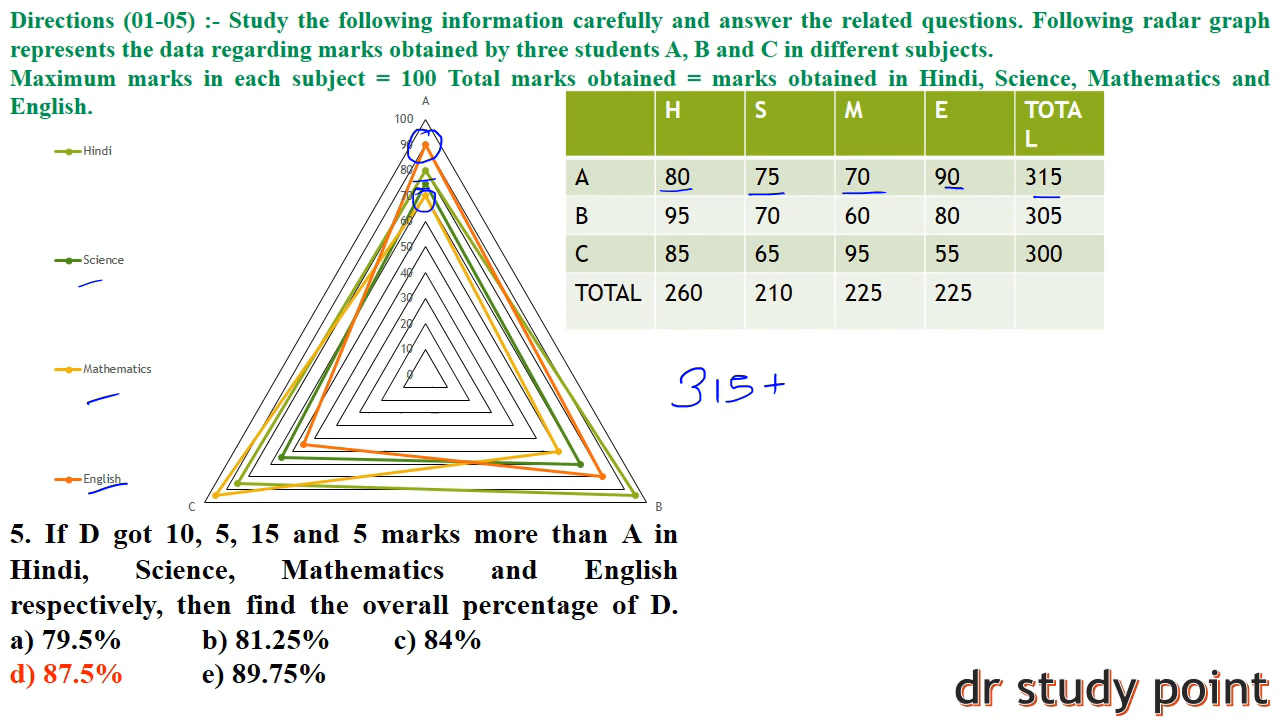 Directions (01-05) :- Study the following information carefully and answer the related questions. Following radar graph
represents the data regarding marks obtained by three students A, B and C in different subjects.
Maximum marks in each subject = 100 Total marks obtained = marks obtained in Hindi, Science, Mathematics and
English.
A
100
90
80
70
60
50
40
30
20
10
0
C
B
Hindi
Science
Mathematics
English
H S M E TOTA
L
A 80 75 70 90 315
B 95 70 60 80 305
C 85 65 95 55 300
TOTAL 260 210 225 225
315+
5. If D got 10, 5, 15 and 5 marks more than A in
Hindi, Science, Mathematics and English
respectively, then find the overall percentage of D.
a) 79.5% b) 81.25% c) 84%
d) 87.5% e) 89.75%
dr study point